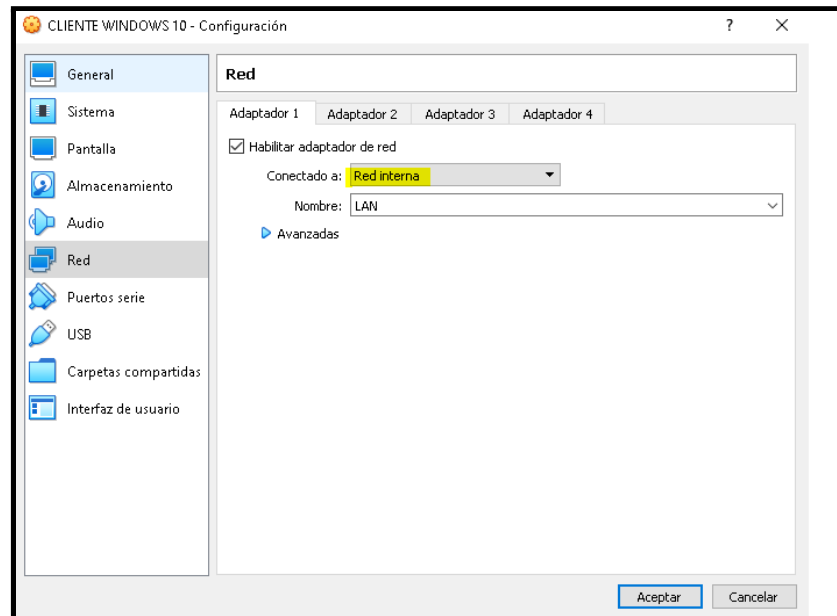 CLIENTE WINDOWS 10 - Configuración ? ×
General
Sistema
Pantalla
Almacenamiento
Audio
Red
Puertos serie
USB
Carpetas compartidas
Interfaz de usuario
Red
Adaptador 1 Adaptador 2 Adaptador 3 Adaptador 4
Habilitar adaptador de red
Conectado a: Red interna
Nombre: LAN
Avanzadas
Aceptar Cancelar